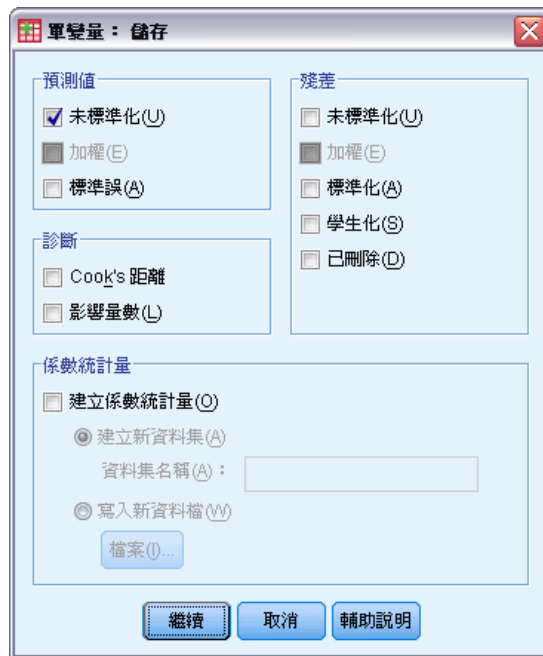 單變量： 儲存
預測值
未標準化(U)
加權(E)
標準誤(A)
診斷
Cook's 距離
影響量數(L)
殘差
未標準化(U)
加權(E)
標準化(A)
學生化(S)
已刪除(D)
係數統計量
建立係數統計量(O)
建立新資料集(A)
資料集名稱(A)：
寫入新資料檔(W)
檔案(I)...
繼續
取消
輔助說明